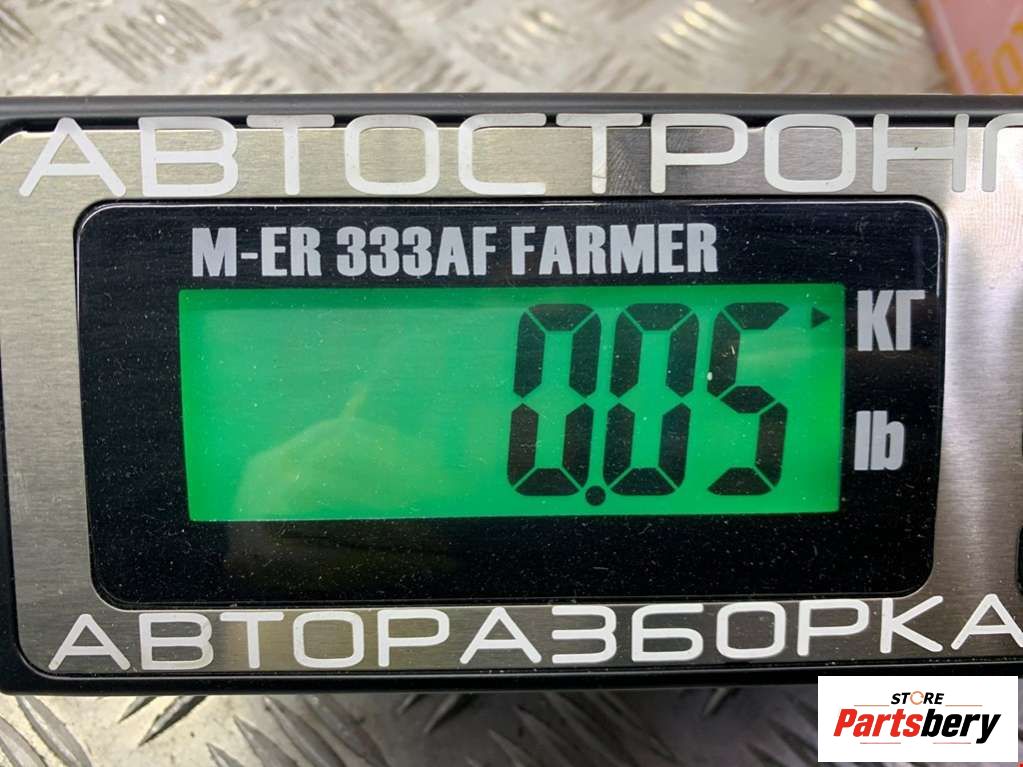 АВТОСТРОНГ
M-ER 333AF FARMER
0.05
КГ
lb
АВТОРАЗБОРКА
STORE
Partsbery